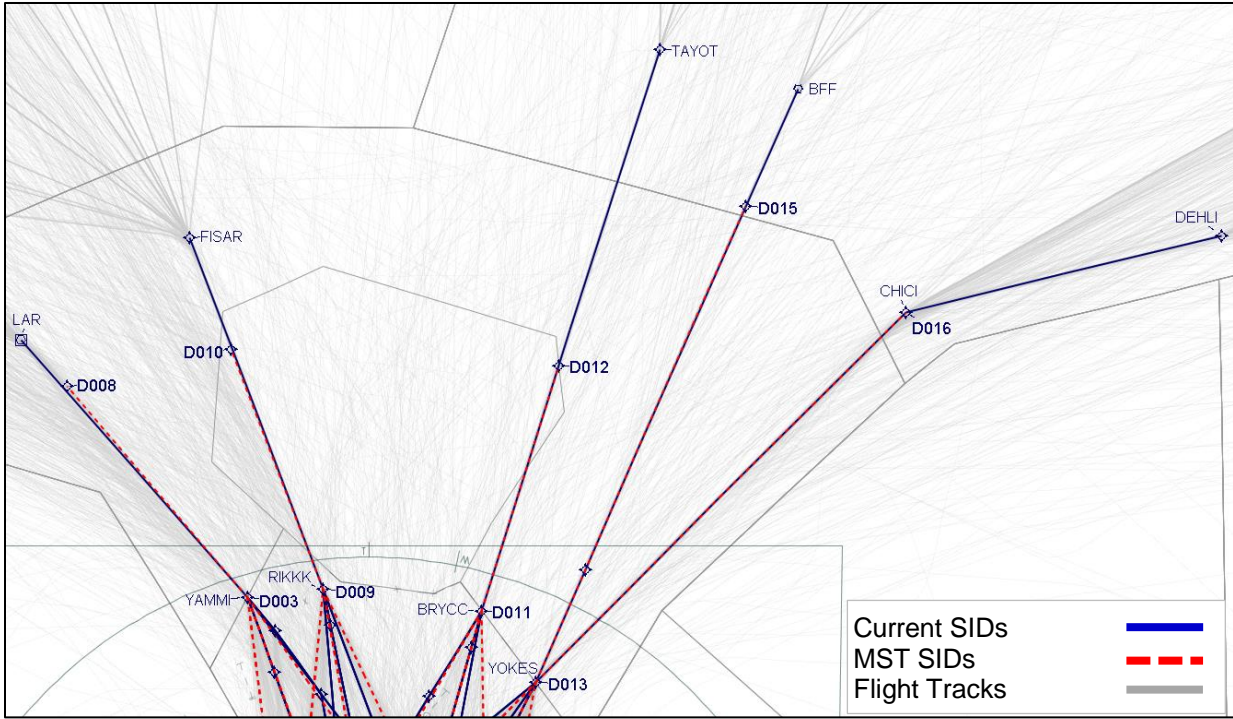 TAYOT
BFF
D015
DEHLI
FISAR
CHICI
D016
LAR
D010
D012
D008
RIKKK
D009
YAMMI
D003
BRYCC
D011
YOKES
D013
Current SIDs
MST SIDs
Flight Tracks